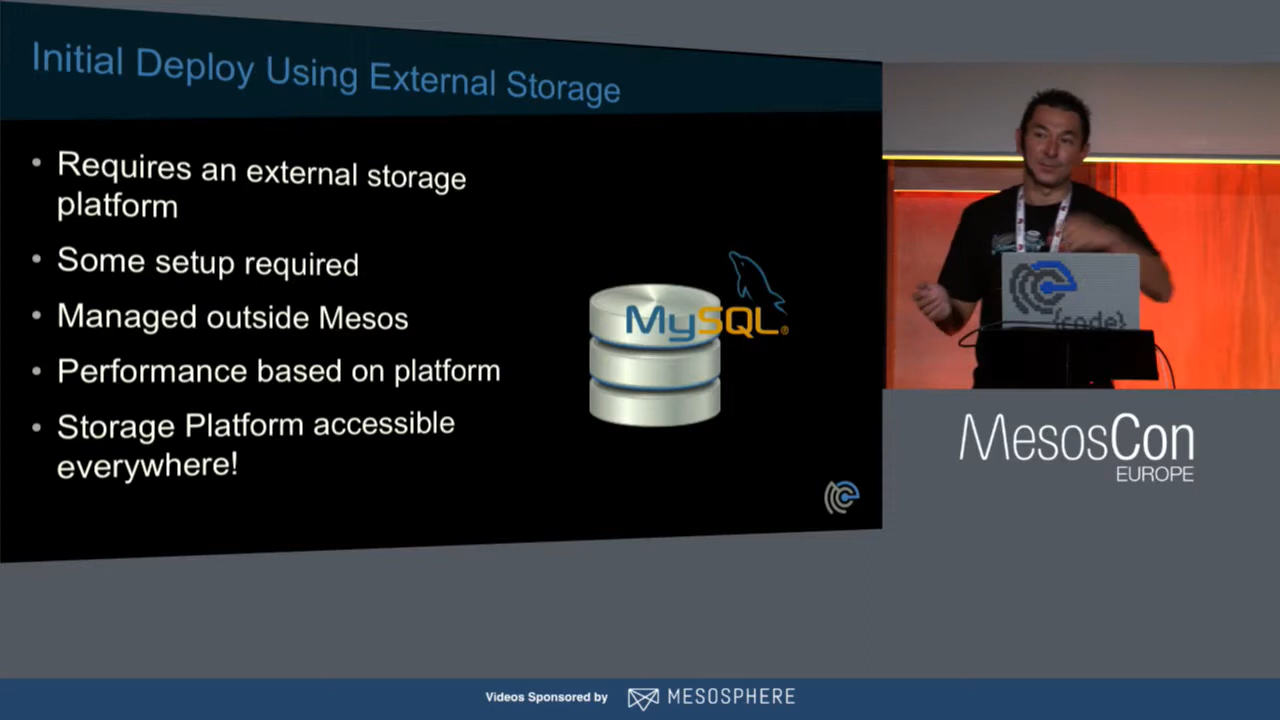 Initial Deploy Using External Storage
• Requires an external storage
platform
• Some setup required
• Managed outside Mesos
• Performance based on platform
• Storage Platform accessible
everywhere!
MySQL®
{code}
MesosCon
EUROPE
Videos Sponsored by MESOSPHERE